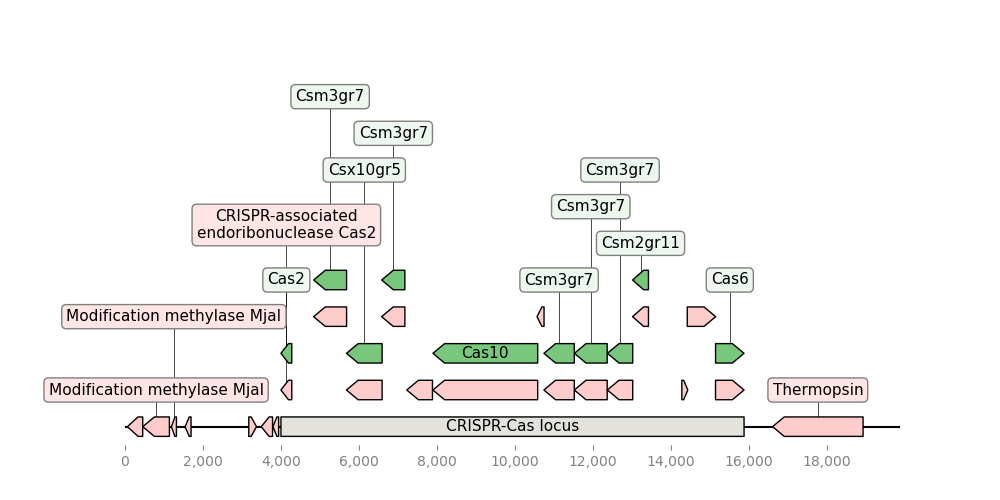 Csm3gr7
Csm3gr7
Csx10gr5
Csm3gr7
Csm3gr7
CRISPR-associated
endoribonuclease Cas2
Csm2gr11
Cas2
Csm3gr7
Cas6
Modification methylase MjaI
Cas10
Modification methylase MjaI
Thermopsin
CRISPR-Cas locus
0
2,000
4,000
6,000
8,000
10,000
12,000
14,000
16,000
18,000